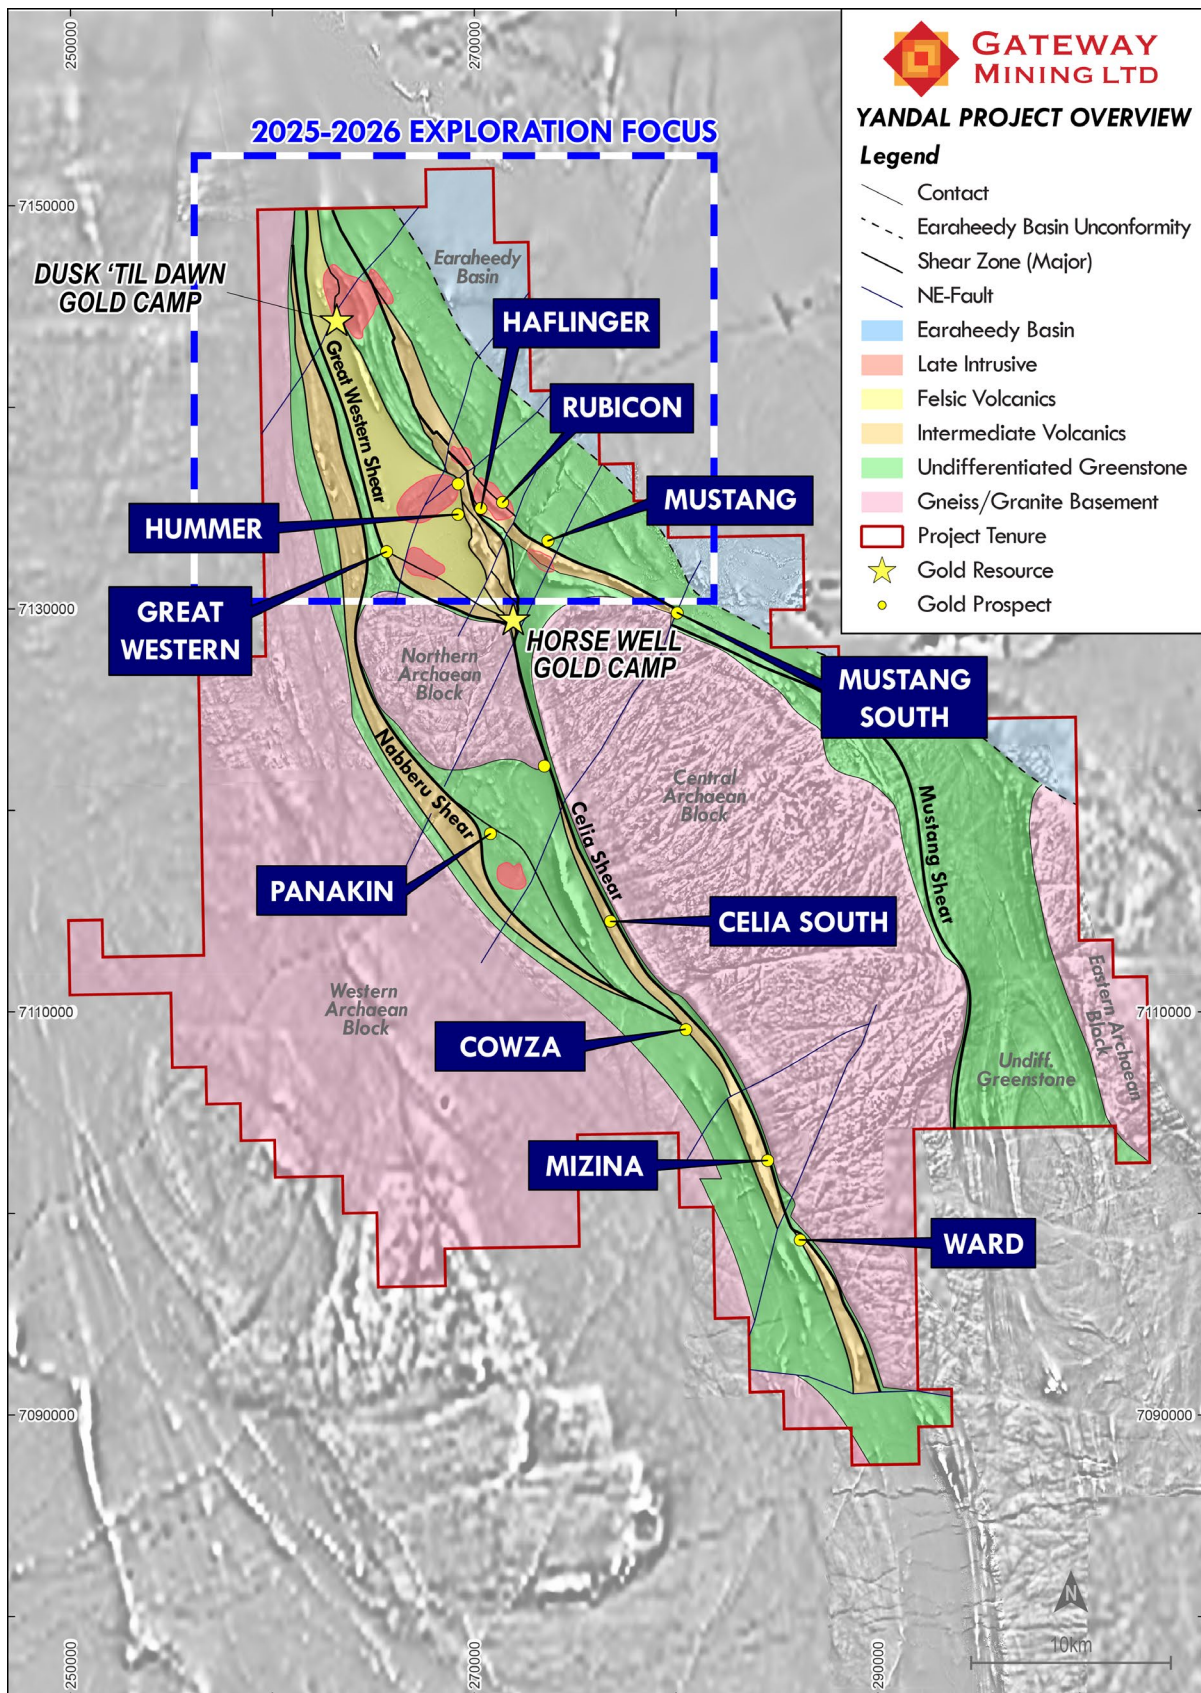 250000
270000
GATEWAY
MINING LTD
YANDAL PROJECT OVERVIEW
Legend
Contact
Earaheedy Basin Unconformity
Shear Zone (Major)
NE-Fault
Earaheedy Basin
Late Intrusive
Felsic Volcanics
Intermediate Volcanics
Undifferentiated Greenstone
Gneiss/Granite Basement
Project Tenure
Gold Resource
Gold Prospect
2025-2026 EXPLORATION FOCUS
7150000
DUSK ‘TIL DAWN
GOLD CAMP
Earaheedy
Basin
HAFLINGER
Great Western Shear
RUBICON
MUSTANG
HUMMER
7130000
GREAT
WESTERN
HORSE WELL
GOLD CAMP
Northern
Archaean
Block
MUSTANG
SOUTH
Nabberu Shear
Celia Shear
Central
Archaean
Block
Mustang Shear
PANAKIN
CELIA SOUTH
Western
Archaean
Block
Eastern Archaean
Block
7110000
7110000
COWZA
Undiff.
Greenstone
MIZINA
WARD
7090000
7090000
N
10km
250000
270000
290000